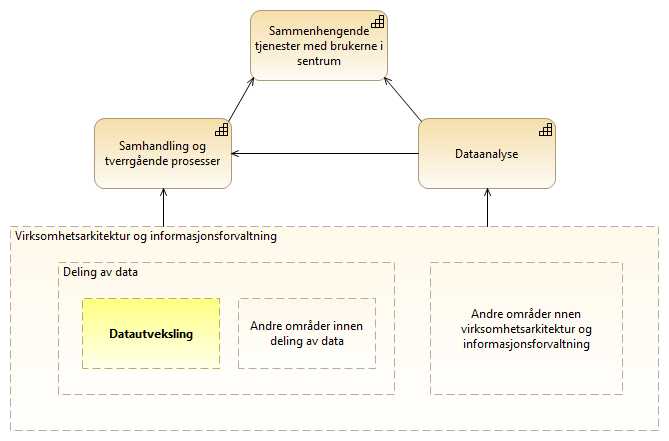 Sammenhengende
tjenester med brukerne i
sentrum
Samhandling og
tverrgående prosesser
Dataanalyse
Virksomhetsarkitektur og informasjonsforvaltning
Deling av data
Datautveksling
Andre områder innen
deling av data
Andre områder nnen
virksomhetsarkitektur og
informasjonsforvaltning